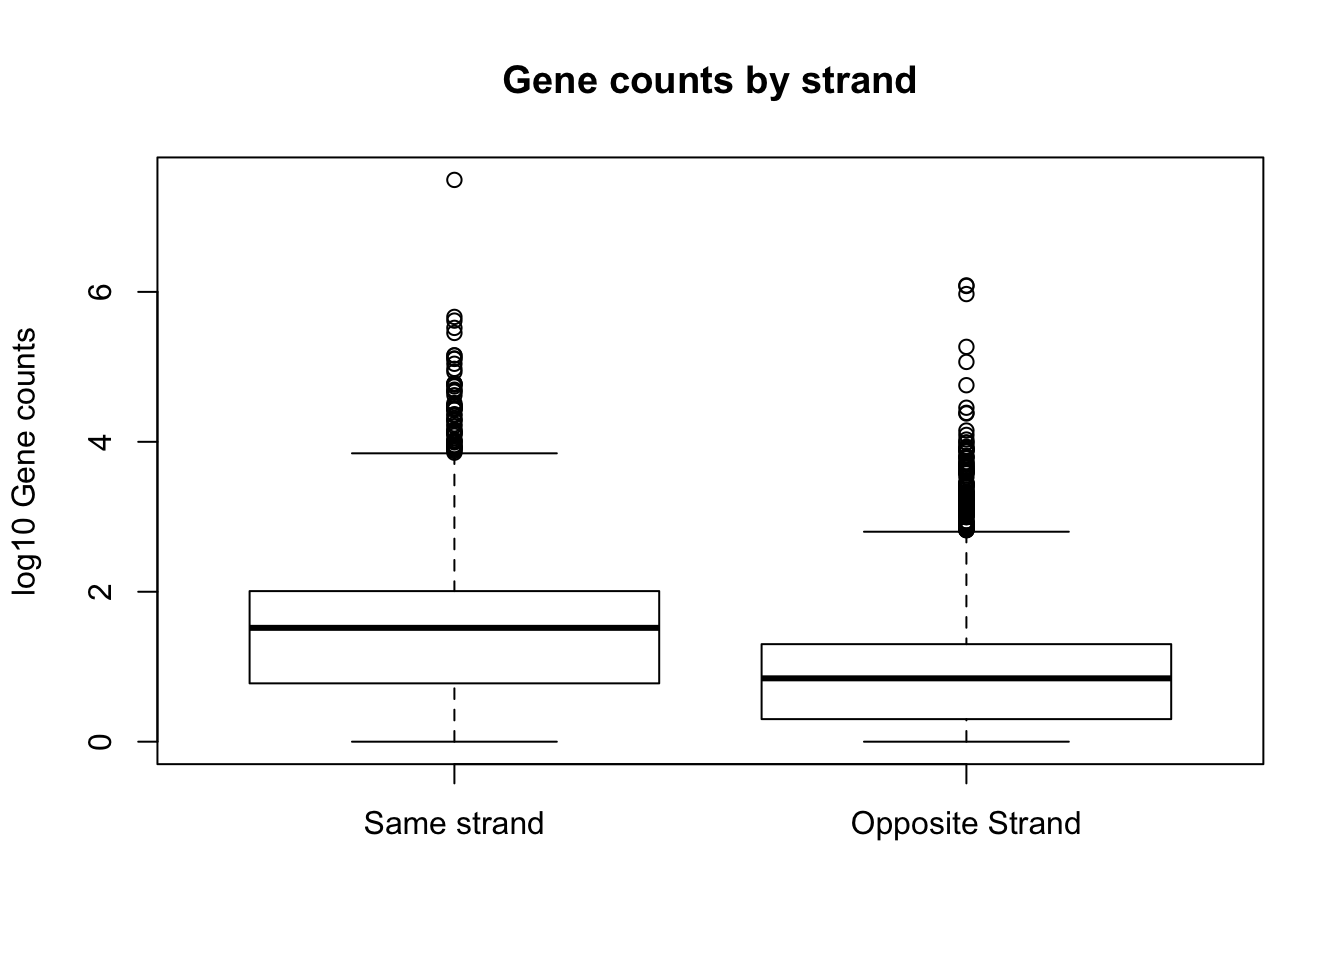 Gene counts by strand
log10 Gene counts
6
4
2
0
Same strand
Opposite Strand